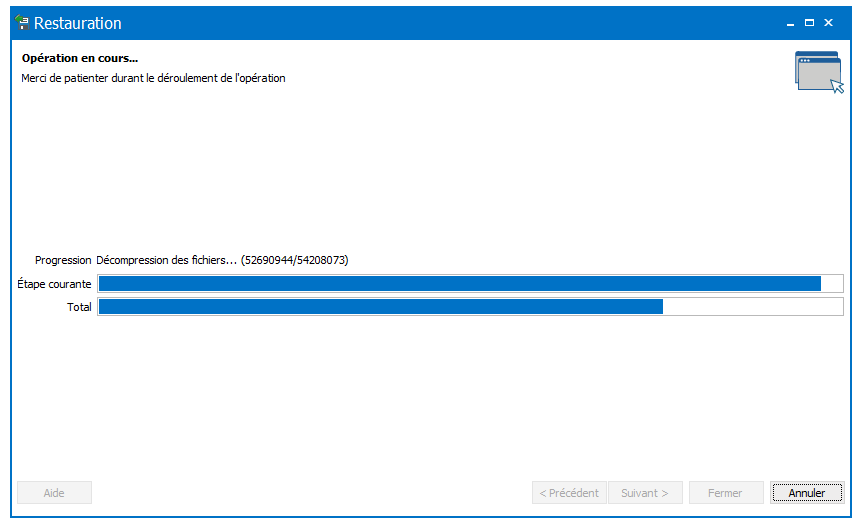 Restauration
Opération en cours...
Merci de patienter durant le déroulement de l'opération
Progression Décompression des fichiers... (52690944/54208073)
Étape courante
Total
Aide < Précédent Suivant > Fermer Annuler